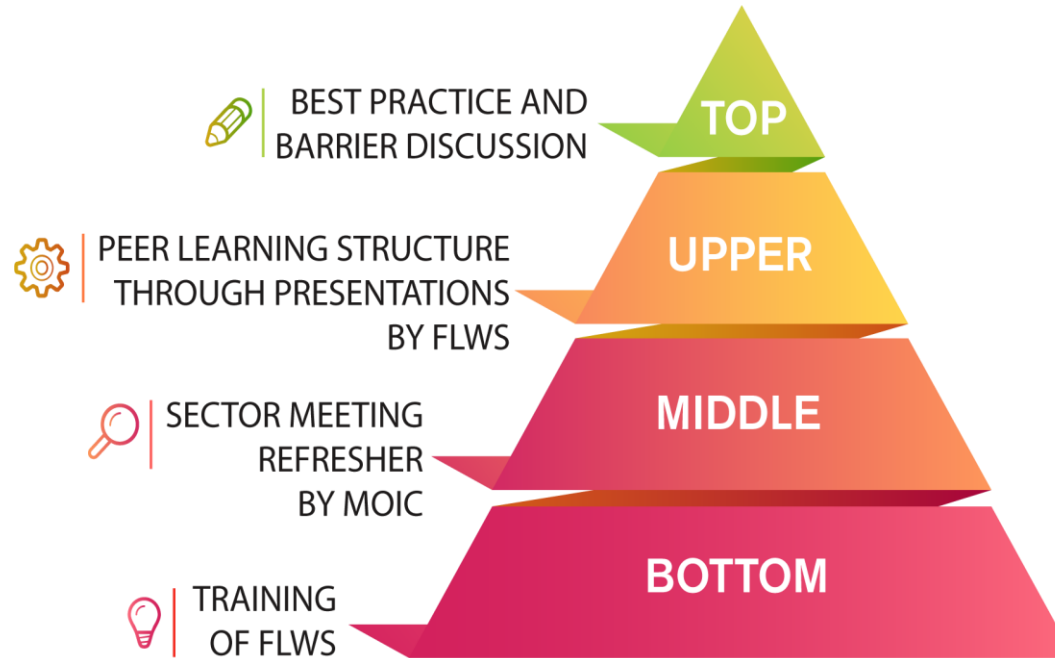 BEST PRACTICE AND
BARRIER DISCUSSION
TOP
PEER LEARNING STRUCTURE
THROUGH PRESENTATIONS
BY FLWS
UPPER
SECTOR MEETING
REFRESHER
BY MOIC
MIDDLE
TRAINING
OF FLWS
BOTTOM